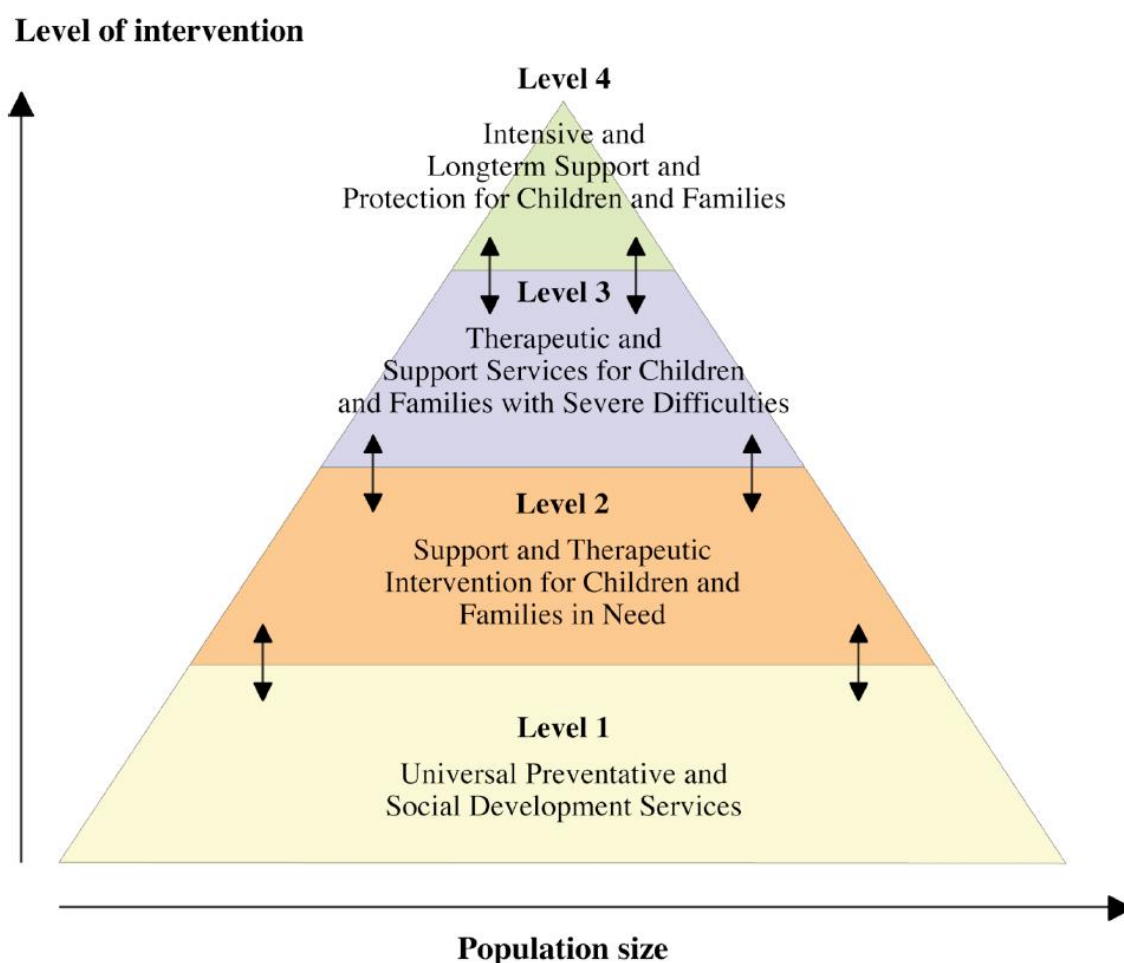 Level of intervention
Level 4
Intensive and
Longterm Support and
Protection for Children and Families
Level 3
Therapeutic and
Support Services for Children
and Families with Severe Difficulties
Level 2
Support and Therapeutic
Intervention for Children and
Families in Need
Level 1
Universal Preventative and
Social Development Services
Population size